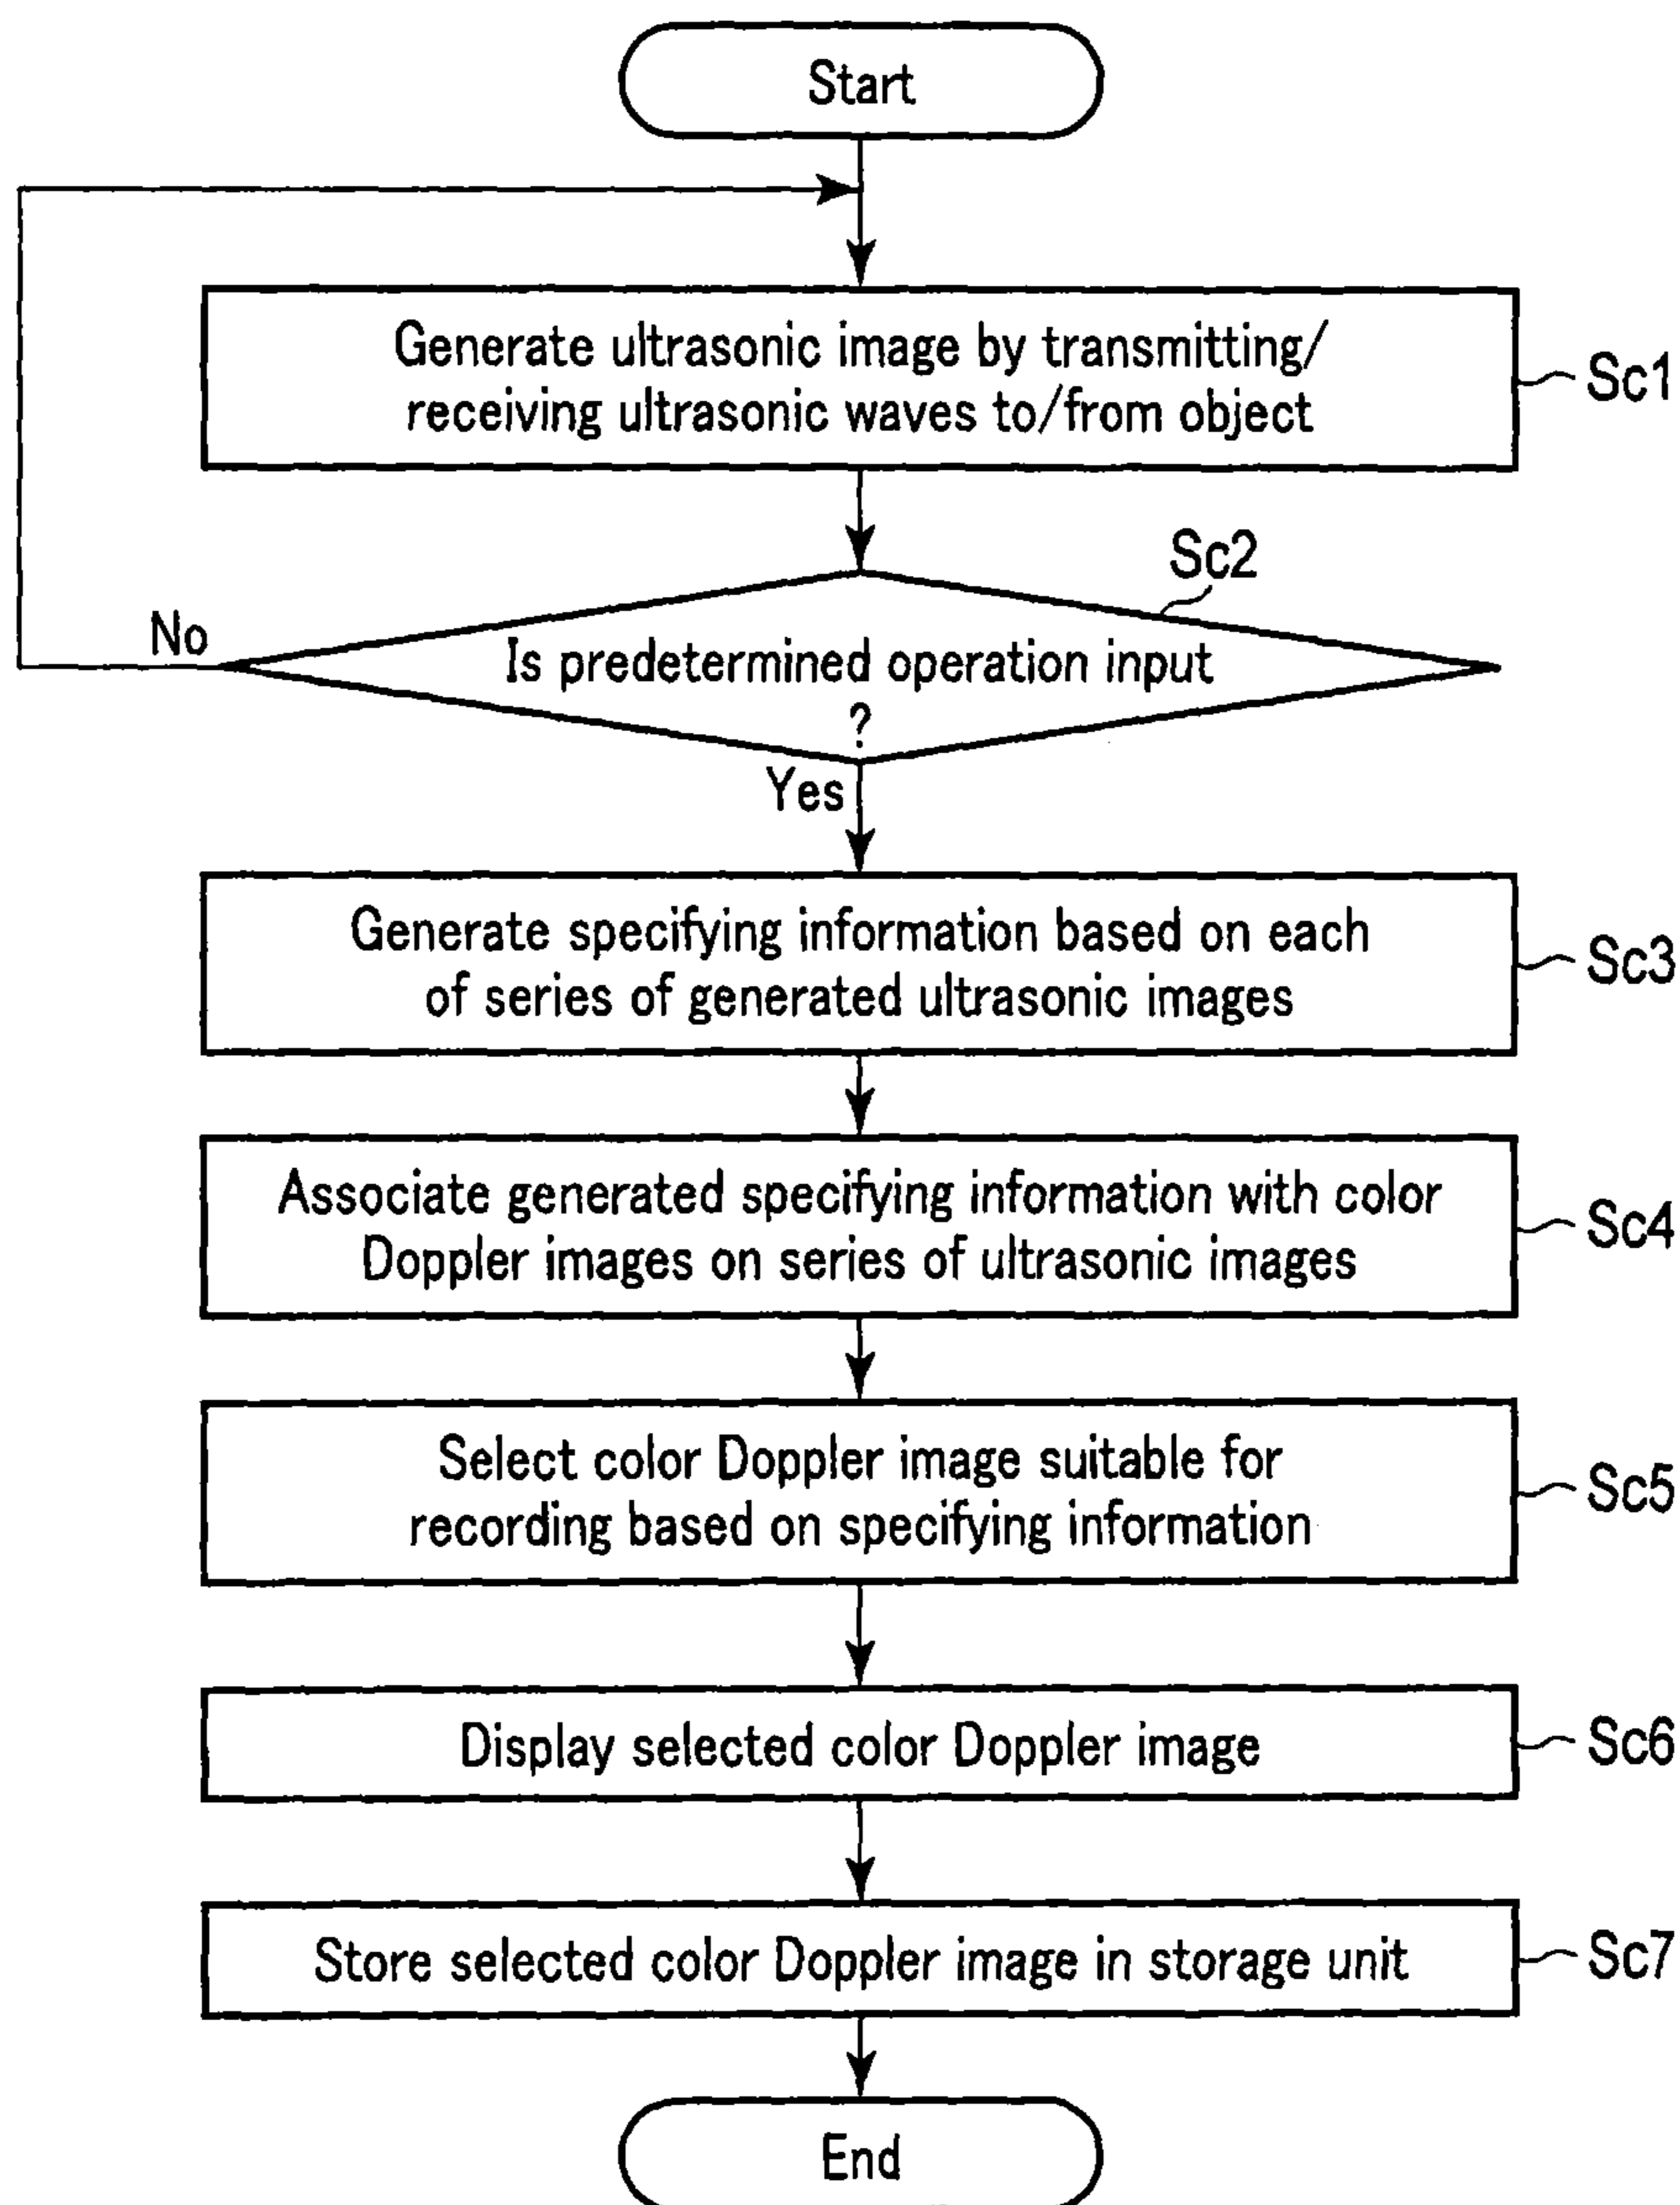 Start
Generate ultrasonic image by transmitting/
receiving ultrasonic waves to/from object
Sc1
Sc2
No
Is predetermined operation input
?
Yes
Generate specifying information based on each
of series of generated ultrasonic images
Sc3
Associate generated specifying information with color
Doppler images on series of ultrasonic images
Sc4
Select color Doppler image suitable for
recording based on specifying information
Sc5
Display selected color Doppler image
Sc6
Store selected color Doppler image in storage unit
Sc7
End